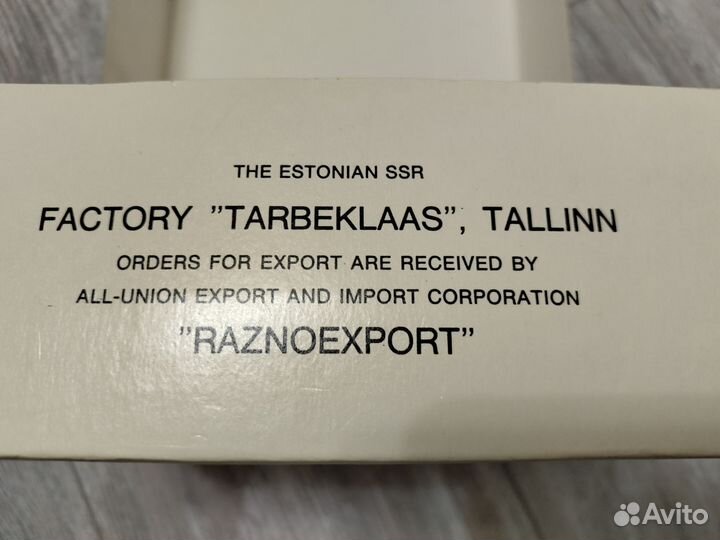 THE ESTONIAN SSR
FACTORY ”TARBEKLAAS”, TALLINN
ORDERS FOR EXPORT ARE RECEIVED BY
ALL-UNION EXPORT AND IMPORT CORPORATION
”RAZNOEXPORT”
Avito